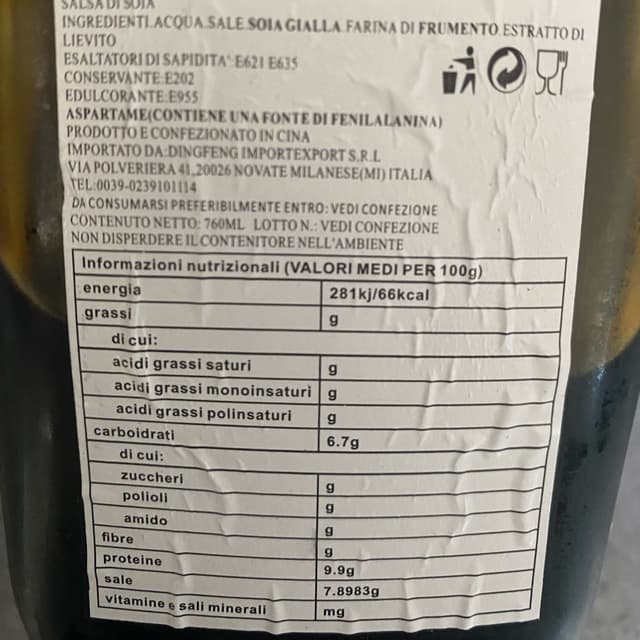 SALSA DI SOIA
INGREDIENTI.ACQUA.SALE.SOIA GIALLA.FARINA DI FRUMENTO.ESTRATTO DI
LIEVITO
ESALTATORI DI SAPIDITA':E621 E635
CONSERVANTE:E202
EDULCORANTE:E955
ASPARTAME(CONTIENE UNA FONTE DI FENILALANINA)
PRODOTTO E CONFEZIONATO IN CINA
IMPORTATO DA:DINGFENG IMPORTEXPORT S.R.L
VIA POLVERIERA 41,20026 NOVATE MILANESE(MI) ITALIA
TEL:0039-0239101114
DA CONSUMARSI PREFERIBILMENTE ENTRO: VEDI CONFEZIONE
CONTENUTO NETTO: 760ML LOTTO N.: VEDI CONFEZIONE
NON DISPERDERE IL CONTENITORE NELL'AMBIENTE
Informazioni nutrizionali (VALORI MEDI PER 100g)
energia 281kj/66kcal
grassi g
di cui:
acidi grassi saturi g
acidi grassi monoinsaturi g
acidi grassi polinsaturi g
carboidrati 6.7g
di cui:
zuccheri g
polioli g
amido g
fibre g
proteine 9.9g
sale 7.8983g
vitamine e sali minerali mg